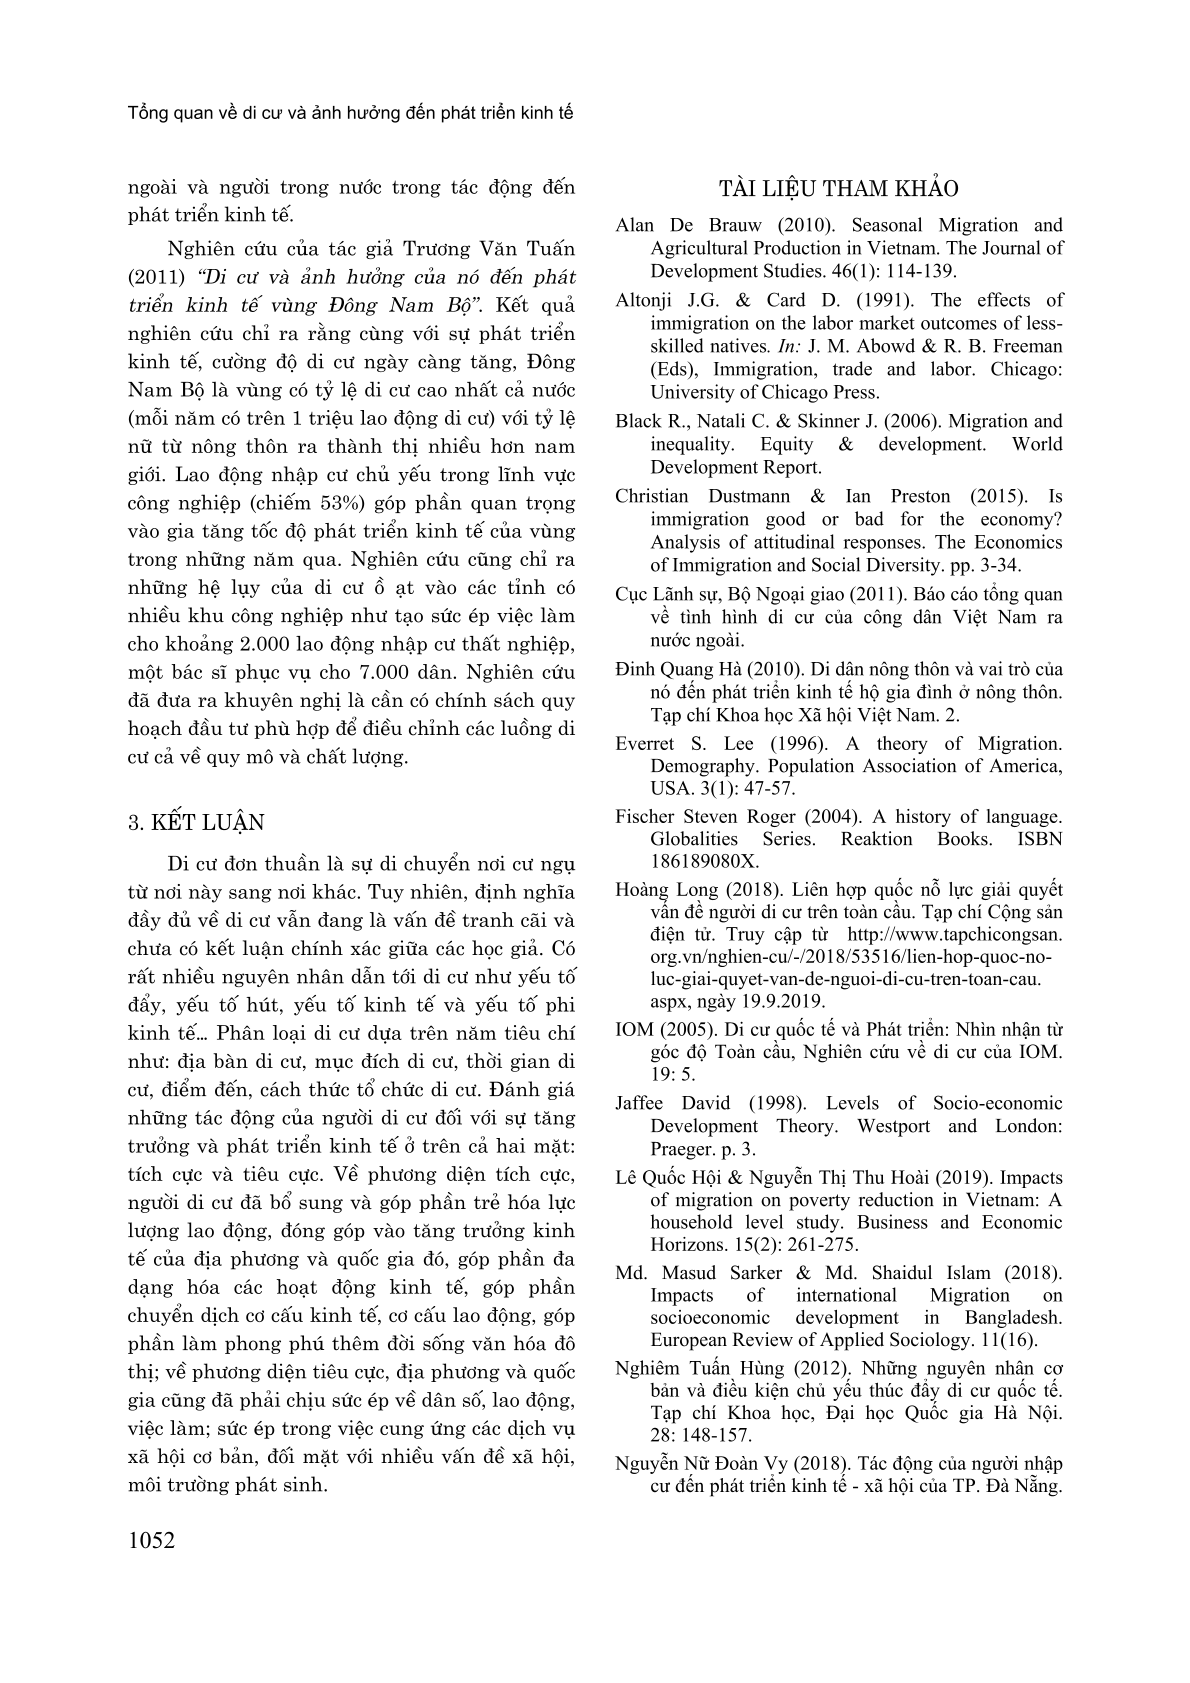 Tổng quan về di cư và ảnh hưởng đến phát triển kinh tế
ngoài và người trong nước trong tác động đến
phát triển kinh tế.
Nghiên cứu của tác giả Trương Văn Tuấn
(2011) “Di cư và ảnh hưởng của nó đến phát
triển kinh tế vùng Đông Nam Bộ”. Kết quả
nghiên cứu chỉ ra rằng cùng với sự phát triển
kinh tế, cường độ di cư ngày càng tăng, Đông
Nam Bộ là vùng có tỷ lệ di cư cao nhất cả nước
(mỗi năm có trên 1 triệu lao động di cư) với tỷ lệ
nữ từ nông thôn ra thành thị nhiều hơn nam
giới. Lao động nhập cư chủ yếu trong lĩnh vực
công nghiệp (chiếm 53%) góp phần quan trọng
vào gia tăng tốc độ phát triển kinh tế của vùng
trong những năm qua. Nghiên cứu cũng chỉ ra
những hệ lụy của di cư ồ ạt vào các tỉnh có
nhiều khu công nghiệp như tạo sức ép việc làm
cho khoảng 2.000 lao động nhập cư thất nghiệp,
một bác sĩ phục vụ cho 7.000 dân. Nghiên cứu
đã đưa ra khuyên nghị là cần có chính sách quy
hoạch đầu tư phù hợp để điều chỉnh các luồng di
cư cả về quy mô và chất lượng.
3. KẾT LUẬN
Di cư đơn thuần là sự di chuyển nơi cư ngụ
từ nơi này sang nơi khác. Tuy nhiên, định nghĩa
đầy đủ về di cư vẫn đang là vấn đề tranh cãi và
chưa có kết luận chính xác giữa các học giả. Có
rất nhiều nguyên nhân dẫn tới di cư như yếu tố
đẩy, yếu tố hút, yếu tố kinh tế và yếu tố phi
kinh tế… Phân loại di cư dựa trên năm tiêu chí
như: địa bàn di cư, mục đích di cư, thời gian di
cư, điểm đến, cách thức tổ chức di cư. Đánh giá
những tác động của người di cư đối với sự tăng
trưởng và phát triển kinh tế ở trên cả hai mặt:
tích cực và tiêu cực. Về phương diện tích cực,
người di cư đã bổ sung và góp phần trẻ hóa lực
lượng lao động, đóng góp vào tăng trưởng kinh
tế của địa phương và quốc gia đó, góp phần đa
dạng hóa các hoạt động kinh tế, góp phần
chuyển dịch cơ cấu kinh tế, cơ cấu lao động, góp
phần làm phong phú thêm đời sống văn hóa đô
thị; về phương diện tiêu cực, địa phương và quốc
gia cũng đã phải chịu sức ép về dân số, lao động,
việc làm; sức ép trong việc cung ứng các dịch vụ
xã hội cơ bản, đối mặt với nhiều vấn đề xã hội,
môi trường phát sinh.
TÀI LIỆU THAM KHẢO
Alan De Brauw (2010). Seasonal Migration and
Agricultural Production in Vietnam. The Journal of
Development Studies. 46(1): 114-139.
Altonji J.G. & Card D. (1991). The effects of
immigration on the labor market outcomes of less-
skilled natives. In: J. M. Abowd & R. B. Freeman
(Eds), Immigration, trade and labor. Chicago:
University of Chicago Press.
Black R., Natali C. & Skinner J. (2006). Migration and
inequality. Equity & development. World
Development Report.
Christian Dustmann & Ian Preston (2015). Is
immigration good or bad for the economy?
Analysis of attitudinal responses. The Economics
of Immigration and Social Diversity. pp. 3-34.
Cục Lãnh sự, Bộ Ngoại giao (2011). Báo cáo tổng quan
về tình hình di cư của công dân Việt Nam ra
nước ngoài.
Đinh Quang Hà (2010). Di dân nông thôn và vai trò của
nó đến phát triển kinh tế hộ gia đình ở nông thôn.
Tạp chí Khoa học Xã hội Việt Nam. 2.
Everret S. Lee (1996). A theory of Migration.
Demography. Population Association of America,
USA. 3(1): 47-57.
Fischer Steven Roger (2004). A history of language.
Globalities Series. Reaktion Books. ISBN
186189080X.
Hoàng Long (2018). Liên hợp quốc nỗ lực giải quyết
vấn đề người di cư trên toàn cầu. Tạp chí Cộng sản
điện tử. Truy cập từ http://www.tapchicongsan.
org.vn/nghien-cu/-/2018/53516/lien-hop-quoc-no-
luc-giai-quyet-van-de-nguoi-di-cu-tren-toan-cau.
aspx, ngày 19.9.2019.
IOM (2005). Di cư quốc tế và Phát triển: Nhìn nhận từ
góc độ Toàn cầu, Nghiên cứu về di cư của IOM.
19: 5.
Jaffee David (1998). Levels of Socio-economic
Development Theory. Westport and London:
Praeger. p. 3.
Lê Quốc Hội & Nguyễn Thị Thu Hoài (2019). Impacts
of migration on poverty reduction in Vietnam: A
household level study. Business and Economic
Horizons. 15(2): 261-275.
Md. Masud Sarker & Md. Shaidul Islam (2018).
Impacts of international Migration on
socioeconomic development in Bangladesh.
European Review of Applied Sociology. 11(16).
Nghiêm Tuấn Hùng (2012). Những nguyên nhân cơ
bản và điều kiện chủ yếu thúc đẩy di cư quốc tế.
Tạp chí Khoa học, Đại học Quốc gia Hà Nội.
28: 148-157.
Nguyễn Nữ Đoàn Vy (2018). Tác động của người nhập
cư đến phát triển kinh tế - xã hội của TP. Đà Nẵng.
1052